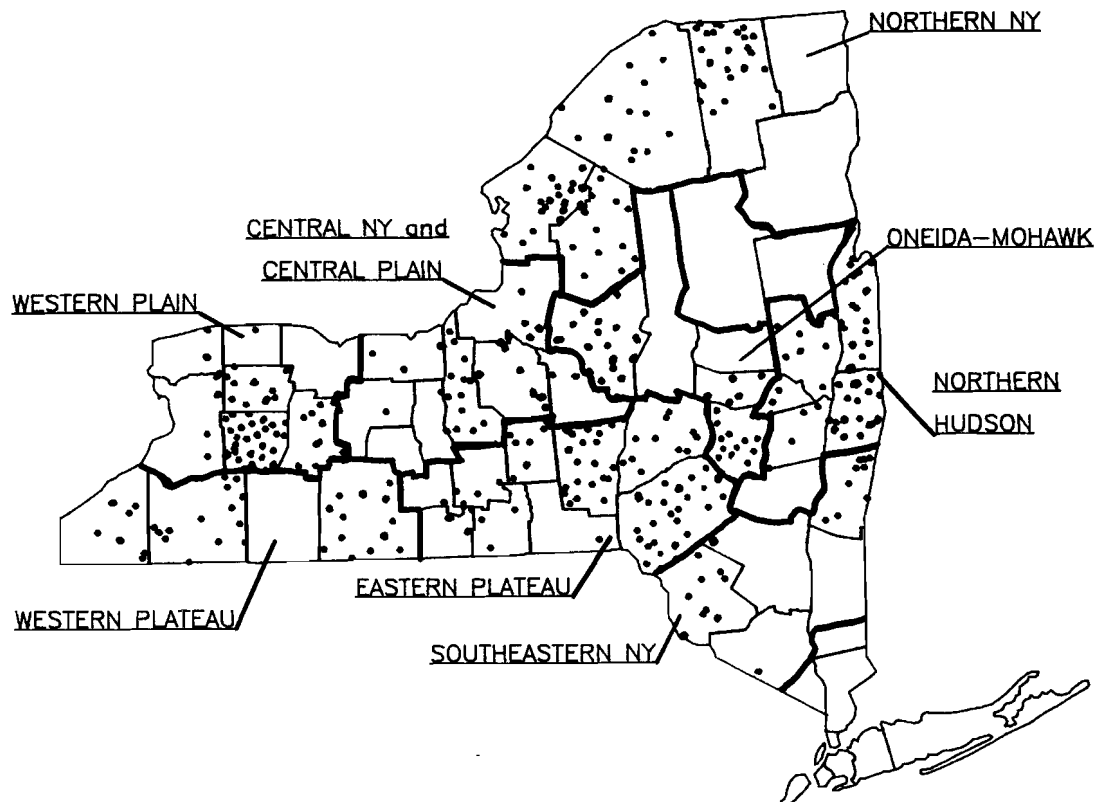 NORTHERN NY
CENTRAL NY and
CENTRAL PLAIN
ONEIDA-MOHAWK
WESTERN PLAIN
NORTHERN
HUDSON
EASTERN PLATEAU
WESTERN PLATEAU
SOUTHEASTERN NY